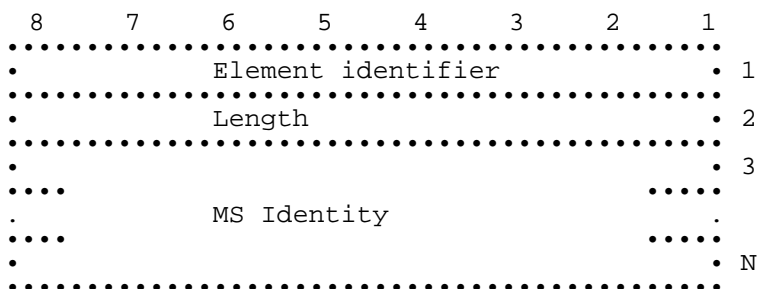 8 7 6 5 4 3 2 1
Element identifier 1
Length 2
3
MS Identity
N